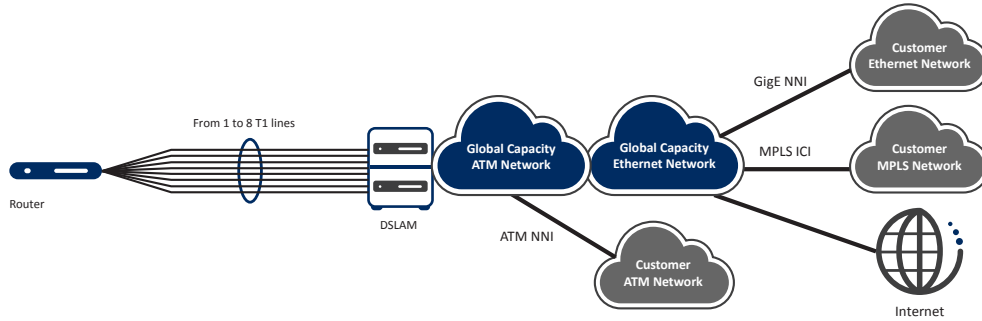 Customer
Ethernet Network
GigE NNI
From 1 to 8 T1 lines
Global Capacity
ATM Network
Global Capacity
Ethernet Network
MPLS ICI
Customer
MPLS Network
Router
DSLAM
ATM NNI
Customer
ATM Network
Internet